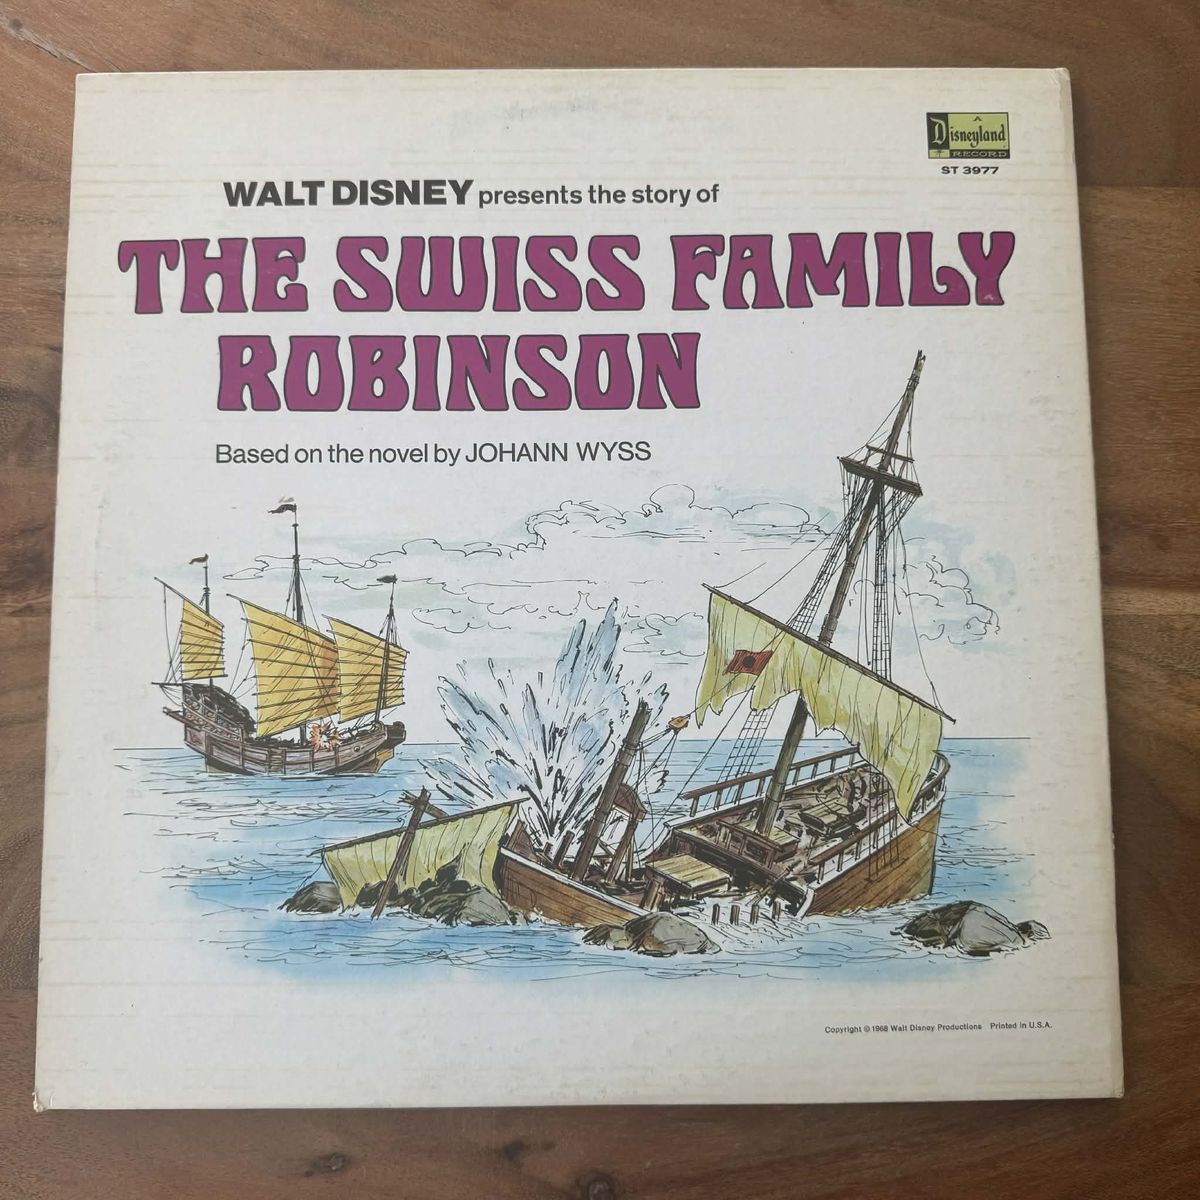 A
Disneyland
RECORD
ST 3977
WALT DISNEY presents the story of
THE SWISS FAMILY
ROBINSON
Based on the novel by JOHANN WYSS
Copyright © 1968 Walt Disney Productions Printed in U.S.A.